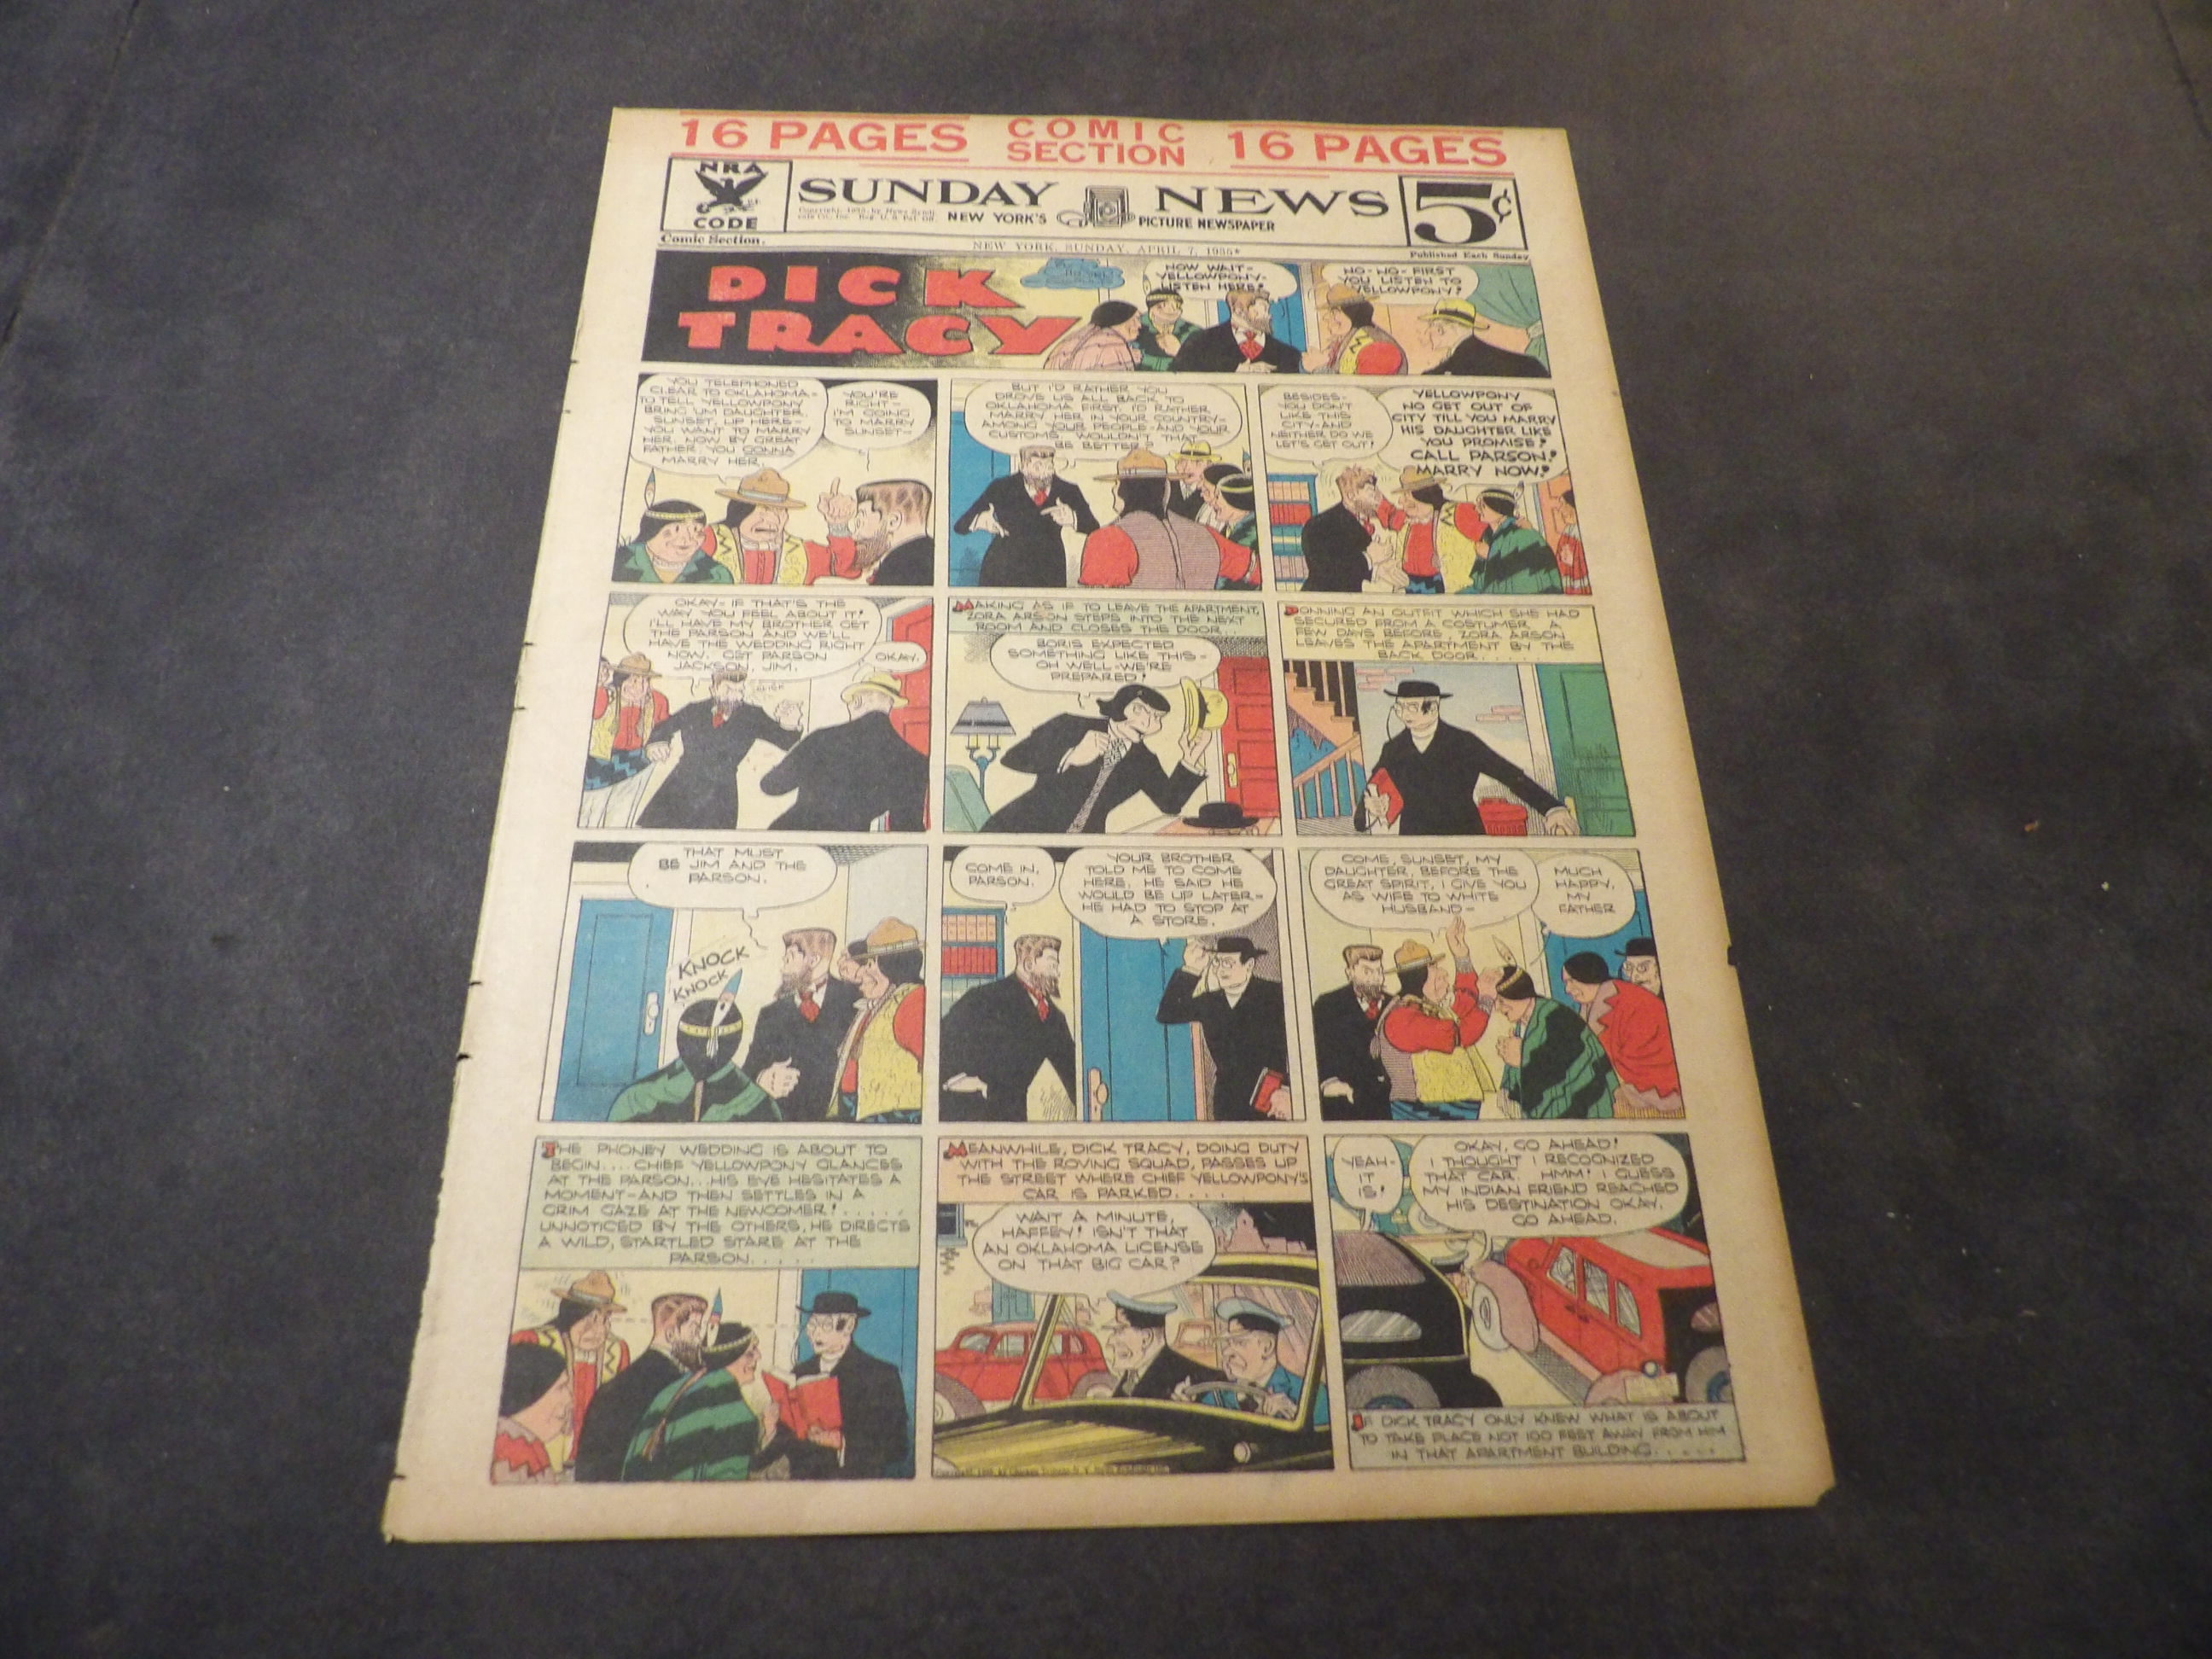 16 PAGES COMIC SECTION 16 PAGES
NRA
CODE
SUNDAY NEWS
NEW YORK'S PICTURE NEWSPAPER
5¢
Comic Section.
NEW YORK, SUNDAY, APRIL 7, 1935*
Published Each Sunday
DICK
TRACY
NOW WAIT-
YELLOWPONY-
LISTEN HERE!
NO-NO-FIRST
YOU LISTEN TO
YELLOWPONY!
YOU TELEPHONED
CLEAR TO OKLAHOMA-
TO TELL YELLOWPONY
BRING 'UM DAUGHTER,
SUNSET, UP HERE-
YOU WANT TO MARRY
HER. NOW BY GREAT
FATHER, YOU GONNA
MARRY HER.
YOU'RE
RIGHT-
I'M GOING
TO MARRY
SUNSET-
BUT I'D RATHER YOU
DROVE US ALL BACK TO
OKLAHOMA FIRST. I'D RATHER
MARRY HER IN YOUR COUNTRY-
AMONG YOUR PEOPLE-AND YOUR
CUSTOMS. WOULDN'T THAT
BE BETTER?
BESIDES-
YOU DON'T
LIKE THIS
CITY-AND
NEITHER DO WE
LET'S GET OUT!
YELLOWPONY
NO GET OUT OF
CITY TILL YOU MARRY
HIS DAUGHTER LIKE
YOU PROMISE!
CALL PARSON!
MARRY NOW!
OKAY-IF THAT'S THE
WAY YOU FEEL ABOUT IT!
I'LL HAVE MY BROTHER GET
THE PARSON AND WE'LL
HAVE THE WEDDING RIGHT
NOW. GET PARSON
JACKSON, JIM.
OKAY.
MAKING AS IF TO LEAVE THE APARTMENT,
ZORA ARSON STEPS INTO THE NEXT
ROOM AND CLOSES THE DOOR...
BORIS EXPECTED
SOMETHING LIKE THIS-
OH WELL-WE'RE
PREPARED!
DONNING AN OUTFIT WHICH SHE HAD
SECURED FROM A COSTUMER, A
FEW DAYS BEFORE, ZORA ARSON
LEAVES THE APARTMENT BY THE
BACK DOOR.....
THAT MUST
BE JIM AND THE
PARSON.
KNOCK
KNOCK
COME IN,
PARSON.
YOUR BROTHER
TOLD ME TO COME
HERE. HE SAID HE
WOULD BE UP LATER-
HE HAD TO STOP AT
A STORE.
COME, SUNSET, MY
DAUGHTER, BEFORE THE
GREAT SPIRIT, I GIVE YOU
AS WIFE TO WHITE
HUSBAND-
MUCH
HAPPY,
MY
FATHER
THE PHONEY WEDDING IS ABOUT TO
BEGIN.... CHIEF YELLOWPONY GLANCES
AT THE PARSON...HIS EYE HESITATES A
MOMENT-AND THEN SETTLES IN A
GRIM GAZE AT THE NEWCOMER!.....
UNNOTICED BY THE OTHERS, HE DIRECTS
A WILD, STARTLED STARE AT THE
PARSON.....
MEANWHILE, DICK TRACY, DOING DUTY
WITH THE ROVING SQUAD, PASSES UP
THE STREET WHERE CHIEF YELLOWPONY'S
CAR IS PARKED....
WAIT A MINUTE,
HAFFEY! ISN'T THAT
AN OKLAHOMA LICENSE
ON THAT BIG CAR?
YEAH-
IT
IS!
OKAY, GO AHEAD!
I THOUGHT I RECOGNIZED
THAT CAR. HMM! I GUESS
MY INDIAN FRIEND REACHED
HIS DESTINATION OKAY.
GO AHEAD.
IF DICK TRACY ONLY KNEW WHAT IS ABOUT
TO TAKE PLACE NOT 100 FEET AWAY FROM HIM
IN THAT APARTMENT BUILDING.....